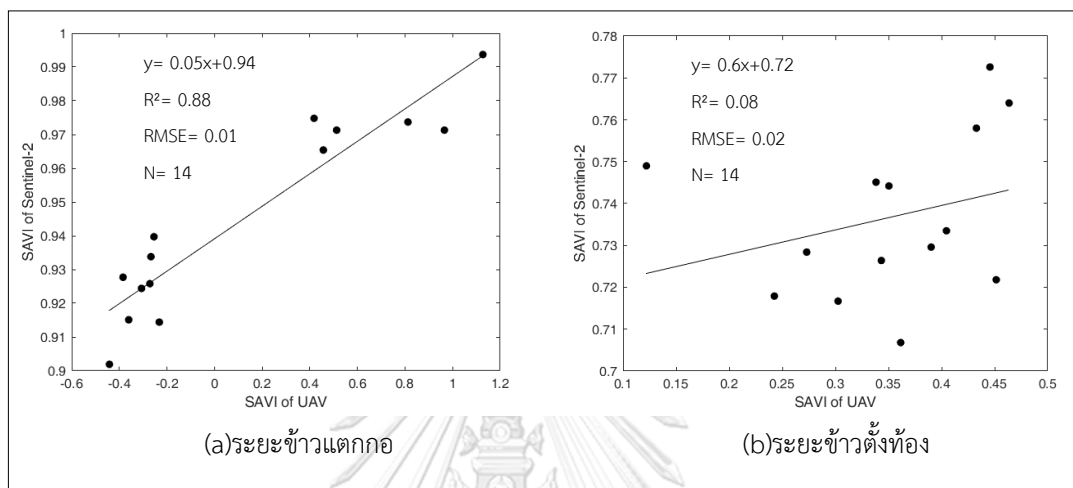 y= 0.05x+0.94
R²= 0.88
RMSE= 0.01
N= 14
SAVI of Sentinel-2
1
0.99
0.98
0.97
0.96
0.95
0.94
0.93
0.92
0.91
0.9
-0.6 -0.4 -0.2 0 0.2 0.4 0.6 0.8 1 1.2
SAVI of UAV
(a)ระยะข้าวแตกกอ
y= 0.6x+0.72
R²= 0.08
RMSE= 0.02
N= 14
SAVI of Sentinel-2
0.78
0.77
0.76
0.75
0.74
0.73
0.72
0.71
0.7
0.1 0.15 0.2 0.25 0.3 0.35 0.4 0.45 0.5
SAVI of UAV
(b)ระยะข้าวตั้งท้อง